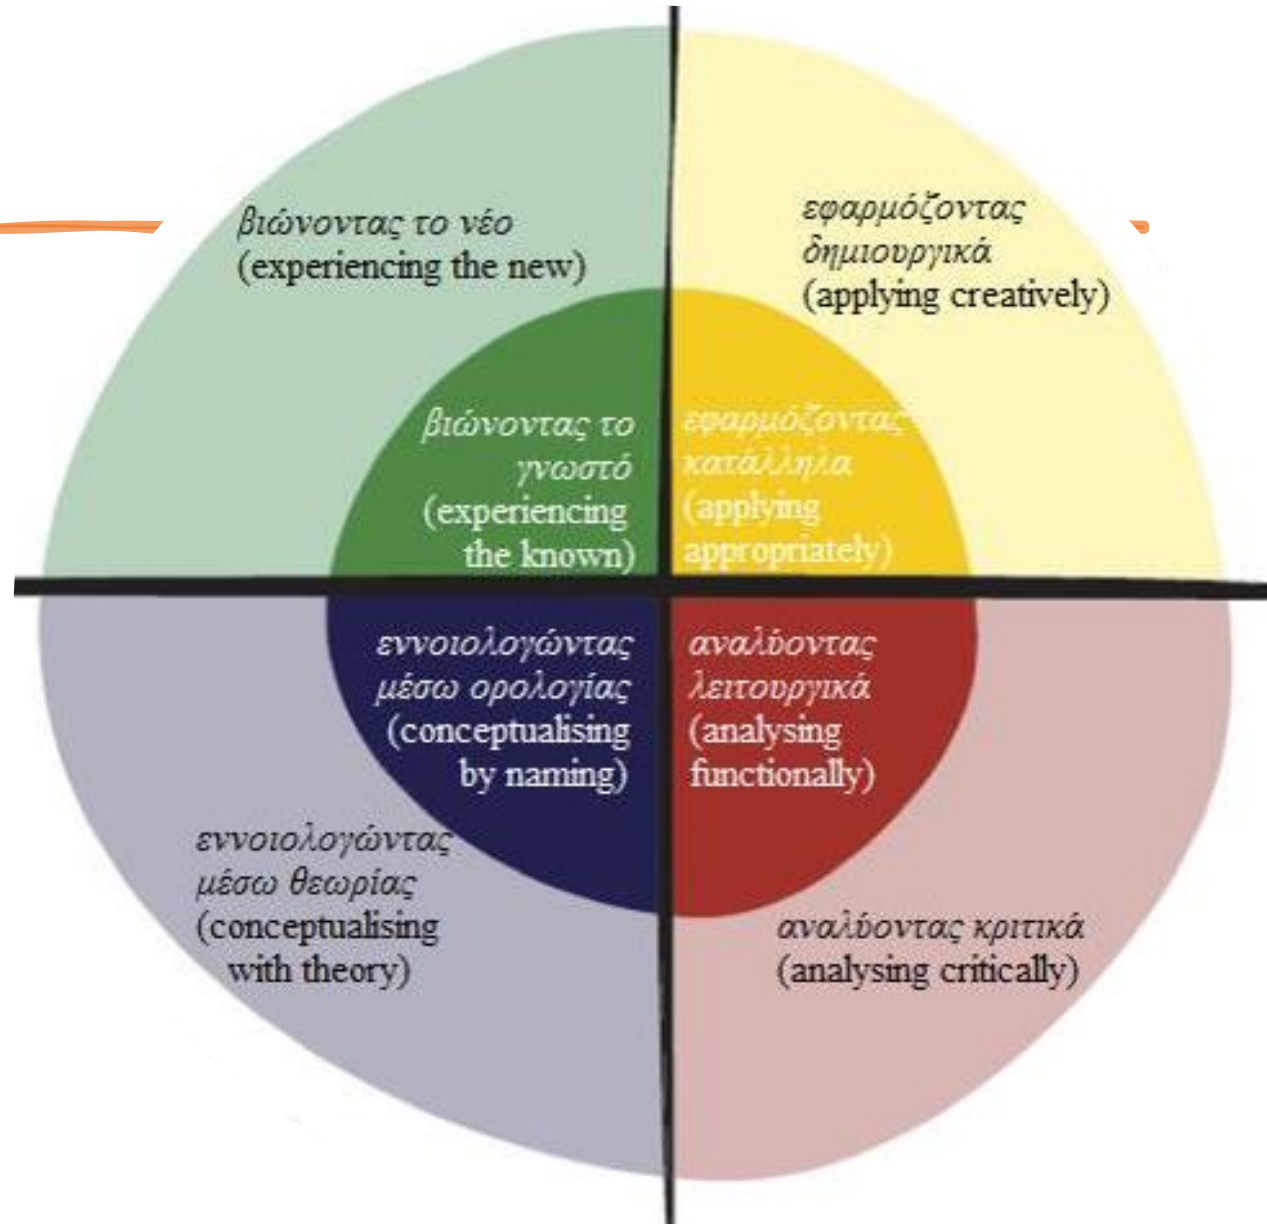 βιώνοντας το νέο
(experiencing the new)
εφαρμόζοντας
δημιουργικά
(applying creatively)
βιώνοντας το
γνωστό
(experiencing
the known)
εφαρμόζοντας
κατάλληλα
(applying
appropriately)
εννοιολογώντας
μέσω ορολογίας
(conceptualising
by naming)
αναλύοντας
λειτουργικά
(analysing
functionally)
εννοιολογώντας
μέσω θεωρίας
(conceptualising
with theory)
αναλύοντας κριτικά
(analysing critically)